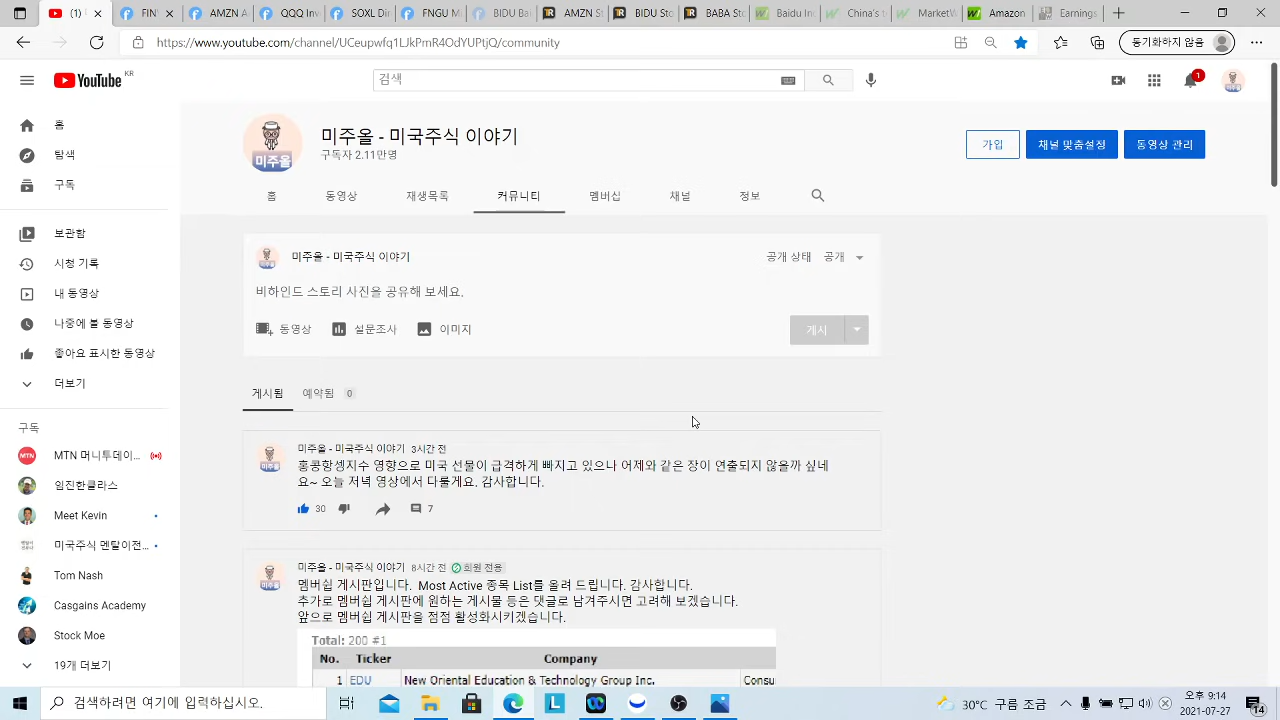 (1)
FINV
AMZN A
QQQ Inv
SOXL Dir
FNGU M
BIDU Bai
AMZN St
BIDU Sto
BABA Sto
Baidu Inc
China's t
MarketW
Amazon
Earnings
https://www.youtube.com/channel/UCeupwfq1LJkPmR4OdYUPtjQ/community
동기화하지 않음
YouTube KR
검색
1
홈
탐색
구독
보관함
시청 기록
내 동영상
나중에 볼 동영상
좋아요 표시한 동영상
더보기
구독
MTN 머니투데이...
임진한클라스
Meet Kevin
미국주식 멘탈이전...
Tom Nash
Casgains Academy
Stock Moe
19개 더보기
미주올
미주올 - 미국주식 이야기
구독자 2.11만명
가입
채널 맞춤설정
동영상 관리
홈
동영상
재생목록
커뮤니티
멤버십
채널
정보
미주올 - 미국주식 이야기
공개 상태
공개
비하인드 스토리 사진을 공유해 보세요.
동영상
설문조사
이미지
게시
게시됨
예약됨 0
미주올 - 미국주식 이야기 3시간 전
홍콩항셍지수 영향으로 미국 선물이 급격하게 빠지고 있으나 어제와 같은 장이 연출되지 않을까 싶네
요~ 오늘 저녁 영상에서 다룰게요. 감사합니다.
30
7
미주올 - 미국주식 이야기 8시간 전 회원 전용
멤버쉽 게시판입니다. Most Active 종목 List를 올려 드립니다. 감사합니다.
추가로 멤버쉽 게시판에 원하는 게시물 등은 댓글로 남겨주시면 고려해 보겠습니다.
앞으로 멤버쉽 게시판을 점점 활성화시키겠습니다.
Total: 200 #1
No. Ticker Company
1 EDU New Oriental Education & Technology Group Inc. Consu
검색하려면 여기에 입력하십시오.
30°C 구름 조금
오후 9:14
2021-07-27
14